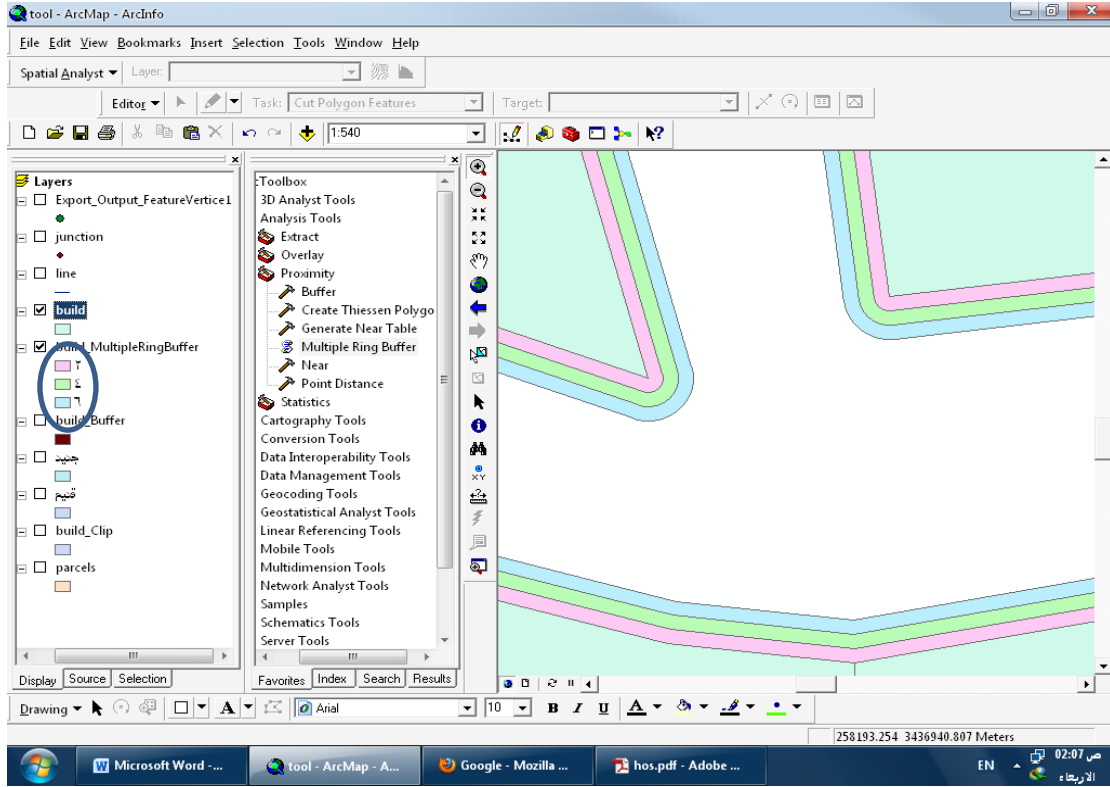 tool - ArcMap - ArcInfo
File Edit View Bookmarks Insert Selection Tools Window Help
Spatial Analyst Layer:
Editor Task: Cut Polygon Features Target:
1:540
Layers
Export_Output_FeatureVertice1
junction
line
build
build_MultipleRingBuffer
٢
٤
٦
build_Buffer
جنيد
قنيم
build_Clip
parcels
Display Source Selection
:Toolbox
3D Analyst Tools
Analysis Tools
Extract
Overlay
Proximity
Buffer
Create Thiessen Polygo
Generate Near Table
Multiple Ring Buffer
Near
Point Distance
Statistics
Cartography Tools
Conversion Tools
Data Interoperability Tools
Data Management Tools
Geocoding Tools
Geostatistical Analyst Tools
Linear Referencing Tools
Mobile Tools
Multidimension Tools
Network Analyst Tools
Samples
Schematics Tools
Server Tools
Favorites Index Search Results
XY
Drawing A Arial 10 B I U A
258193.254 3436940.807 Meters
Microsoft Word -... tool - ArcMap - A... Google - Mozilla ... hos.pdf - Adobe ... EN
02:07 ص
الاربعاء